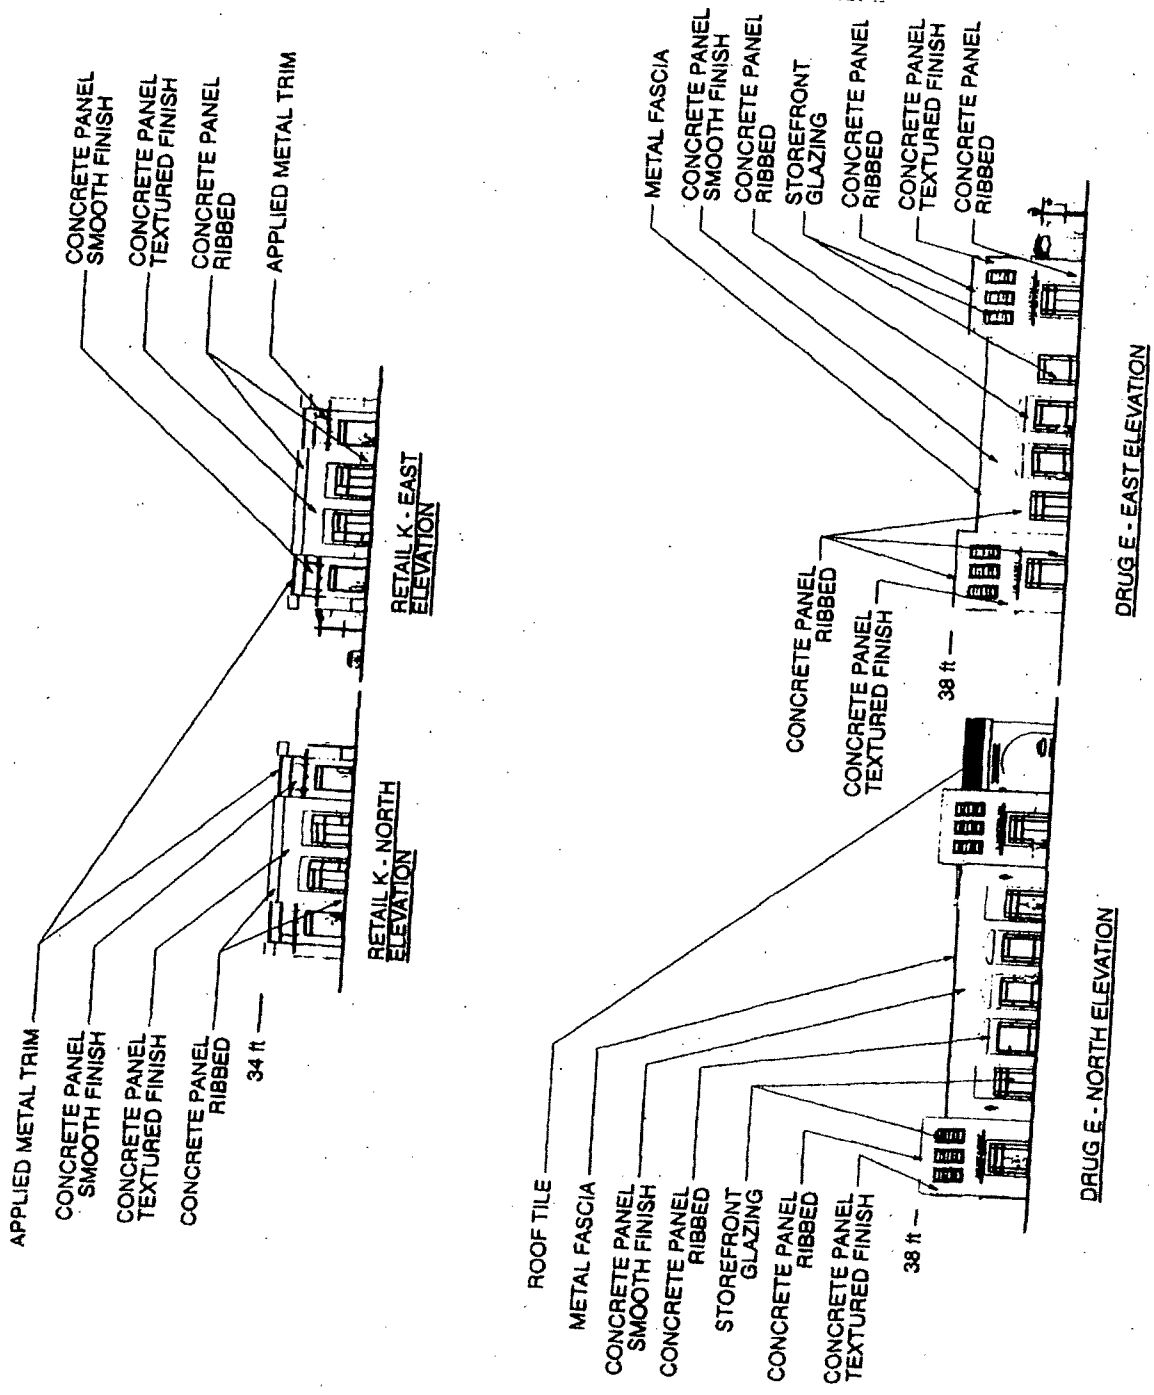 APPLIED METAL TRIM
CONCRETE PANEL
SMOOTH FINISH
CONCRETE PANEL
TEXTURED FINISH
CONCRETE PANEL
RIBBED
34 ft
RETAIL K - NORTH
ELEVATION
CONCRETE PANEL
SMOOTH FINISH
CONCRETE PANEL
TEXTURED FINISH
CONCRETE PANEL
RIBBED
APPLIED METAL TRIM
RETAIL K - EAST
ELEVATION
ROOF TILE
METAL FASCIA
CONCRETE PANEL
SMOOTH FINISH
CONCRETE PANEL
RIBBED
STOREFRONT
GLAZING
CONCRETE PANEL
RIBBED
CONCRETE PANEL
TEXTURED FINISH
38 ft
DRUG E - NORTH ELEVATION
CONCRETE PANEL
RIBBED
CONCRETE PANEL
TEXTURED FINISH
38 ft
METAL FASCIA
CONCRETE PANEL
SMOOTH FINISH
CONCRETE PANEL
RIBBED
STOREFRONT
GLAZING
CONCRETE PANEL
RIBBED
CONCRETE PANEL
TEXTURED FINISH
CONCRETE PANEL
RIBBED
DRUG E - EAST ELEVATION